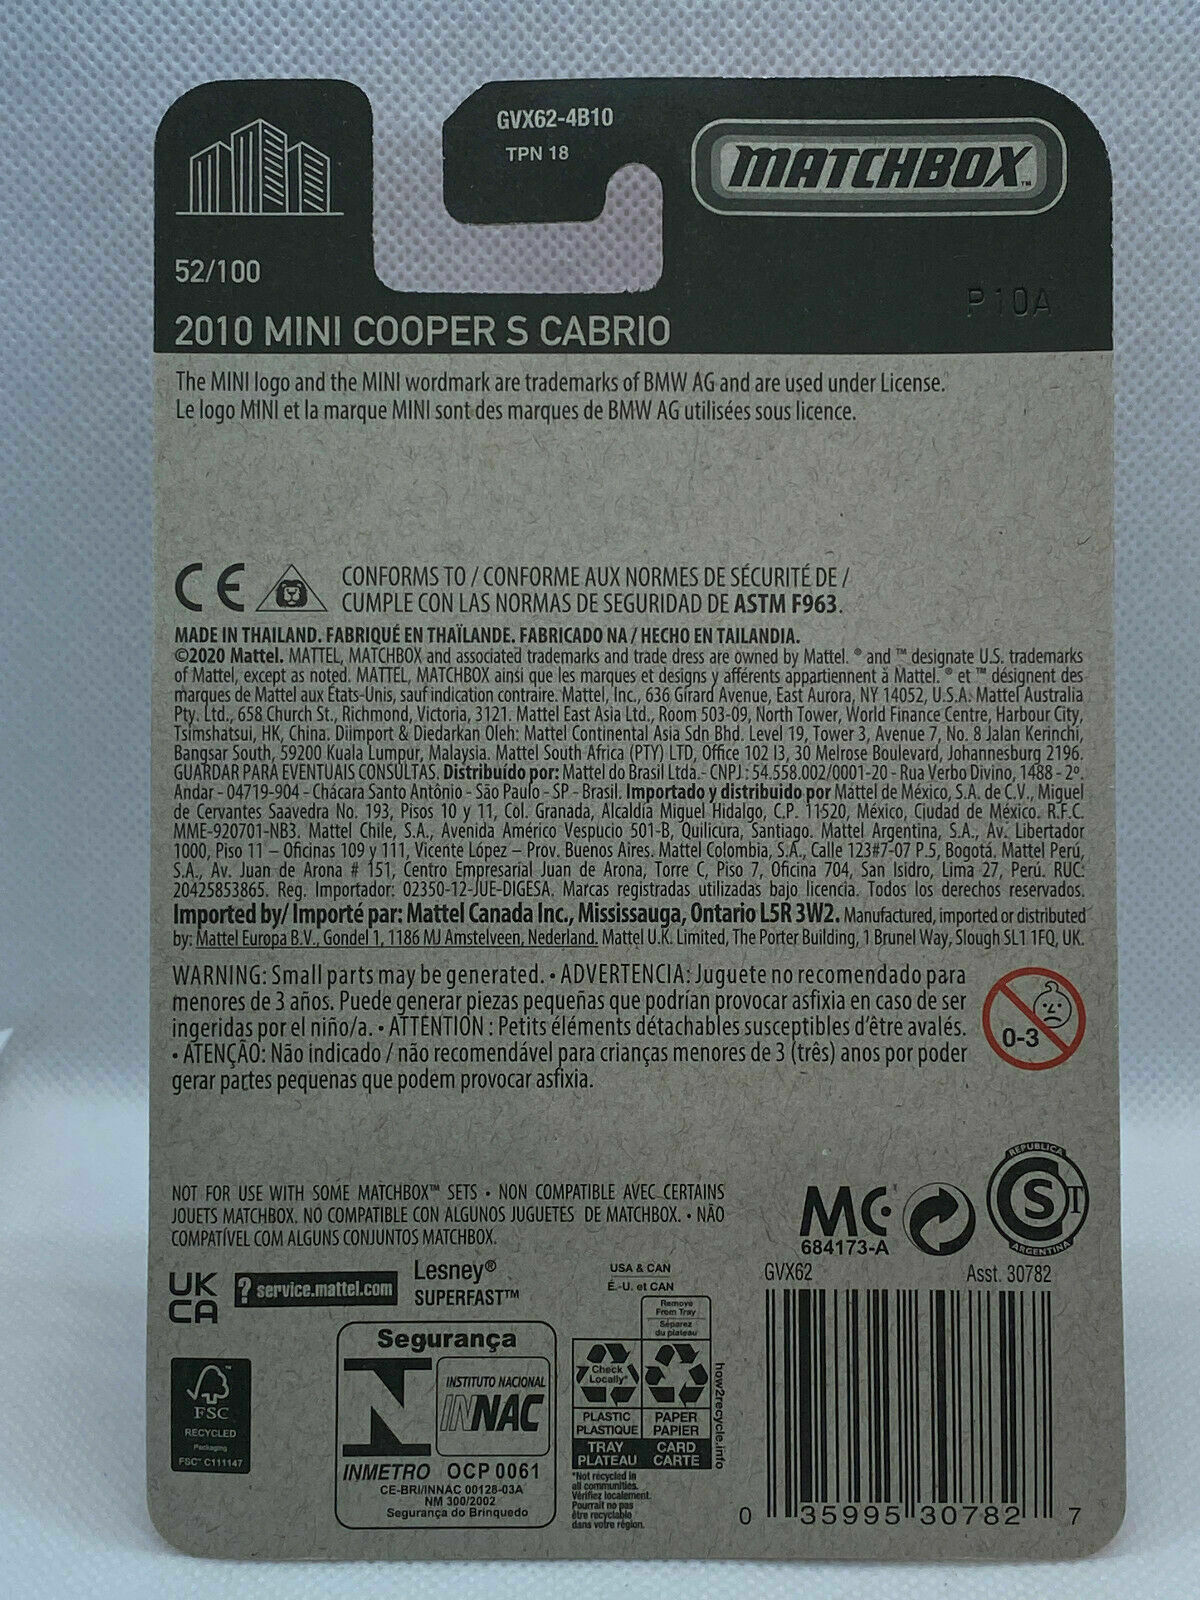 GVX62-4B10
TPN 18
MATCHBOX™
52/100
P10A
2010 MINI COOPER S CABRIO
The MINI logo and the MINI wordmark are trademarks of BMW AG and are used under License.
Le logo MINI et la marque MINI sont des marques de BMW AG utilisées sous licence.
CE
CONFORMS TO / CONFORME AUX NORMES DE SÉCURITÉ DE /
CUMPLE CON LAS NORMAS DE SEGURIDAD DE ASTM F963.
MADE IN THAILAND. FABRIQUÉ EN THAÏLANDE. FABRICADO NA / HECHO EN TAILANDIA.
©2020 Mattel. MATTEL, MATCHBOX and associated trademarks and trade dress are owned by Mattel. ® and ™ designate U.S. trademarks
of Mattel, except as noted. MATTEL, MATCHBOX ainsi que les marques et designs y afférents appartiennent à Mattel. ® et ™ désignent des
marques de Mattel aux États-Unis, sauf indication contraire. Mattel, Inc., 636 Girard Avenue, East Aurora, NY 14052, U.S.A. Mattel Australia
Pty. Ltd., 658 Church St., Richmond, Victoria, 3121. Mattel East Asia Ltd., Room 503-09, North Tower, World Finance Centre, Harbour City,
Tsimshatsui, HK, China. Diimport & Diedarkan Oleh: Mattel Continental Asia Sdn Bhd. Level 19, Tower 3, Avenue 7, No. 8 Jalan Kerinchi,
Bangsar South, 59200 Kuala Lumpur, Malaysia. Mattel South Africa (PTY) LTD, Office 102 I3, 30 Melrose Boulevard, Johannesburg 2196.
GUARDAR PARA EVENTUAIS CONSULTAS. Distribuído por: Mattel do Brasil Ltda.- CNPJ : 54.558.002/0001-20 - Rua Verbo Divino, 1488 - 2º.
Andar - 04719-904 - Chácara Santo Antônio - São Paulo - SP - Brasil. Importado y distribuido por Mattel de México, S.A. de C.V., Miguel
de Cervantes Saavedra No. 193, Pisos 10 y 11, Col. Granada, Alcaldía Miguel Hidalgo, C.P. 11520, México, Ciudad de México. R.F.C.
MME-920701-NB3. Mattel Chile, S.A., Avenida Américo Vespucio 501-B, Quilicura, Santiago. Mattel Argentina, S.A., Av. Libertador
1000, Piso 11 – Oficinas 109 y 111, Vicente López – Prov. Buenos Aires. Mattel Colombia, S.A., Calle 123#7-07 P.5, Bogotá. Mattel Perú,
S.A., Av. Juan de Arona # 151, Centro Empresarial Juan de Arona, Torre C, Piso 7, Oficina 704, San Isidro, Lima 27, Perú. RUC:
20425853865. Reg. Importador: 02350-12-JUE-DIGESA. Marcas registradas utilizadas bajo licencia. Todos los derechos reservados.
Imported by/ Importé par: Mattel Canada Inc., Mississauga, Ontario L5R 3W2. Manufactured, imported or distributed
by: Mattel Europa B.V., Gondel 1, 1186 MJ Amstelveen, Nederland. Mattel U.K. Limited, The Porter Building, 1 Brunel Way, Slough SL1 1FQ, UK.
WARNING: Small parts may be generated. • ADVERTENCIA: Juguete no recomendado para
menores de 3 años. Puede generar piezas pequeñas que podrían provocar asfixia en caso de ser
ingeridas por el niño/a. • ATTENTION : Petits éléments détachables susceptibles d'être avalés.
• ATENÇÃO: Não indicado / não recomendável para crianças menores de 3 (três) anos por poder
gerar partes pequenas que podem provocar asfixia.
0-3
NOT FOR USE WITH SOME MATCHBOX™ SETS • NON COMPATIBLE AVEC CERTAINS
JOUETS MATCHBOX. NO COMPATIBLE CON ALGUNOS JUGUETES DE MATCHBOX. • NÃO
COMPATÍVEL COM ALGUNS CONJUNTOS MATCHBOX.
MC
684173-A
REPUBLICA
CST
ARGENTINA
UK
CA
? service.mattel.com
Lesney®
SUPERFAST™
USA & CAN
É.-U. et CAN
Remove
From Tray
Séparez
du plateau
Check
Locally*
PLASTIC
PLASTIQUE
PAPER
PAPIER
TRAY
PLATEAU
CARD
CARTE
how2recycle.info
*Not recycled in
all communities.
Vérifiez localement.
Pourrait no pas
être recyclable
dans votre région.
FSC
RECYCLED
Packaging
FSC™ C111147
Segurança
INSTITUTO NACIONAL
INNAC
INMETRO OCP 0061
CE-BRI/INNAC 00128-03A
NM 300/2002
Segurança do Brinquedo
GVX62 Asst. 30782
0 35995 30782 7